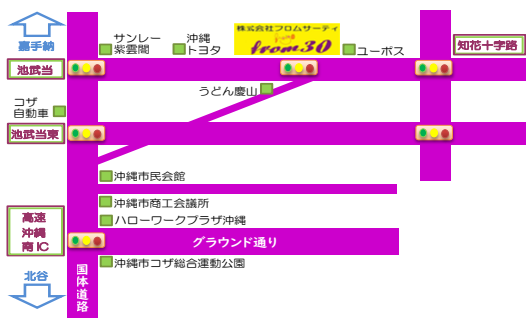 嘉手納
サンレー
紫雲閣
沖縄
トヨタ
株式会社フロムサーティ
from30
ユーポス
知花十字路
池武当
うどん慶山
コザ
自動車
池武当東
沖縄市民会館
沖縄市商工会議所
ハローワークプラザ沖縄
高速
沖縄
南IC
グラウンド通り
北谷
国体道路
沖縄市コザ総合運動公園